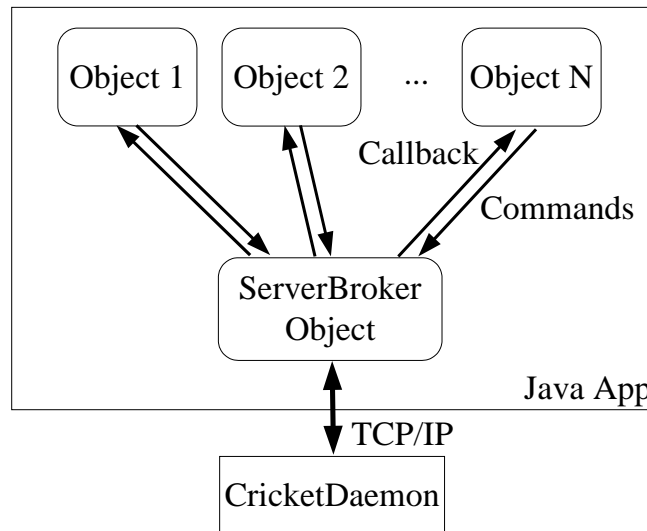 Object 1
Object 2
...
Object N
Callback
Commands
ServerBroker
Object
Java App
TCP/IP
CricketDaemon